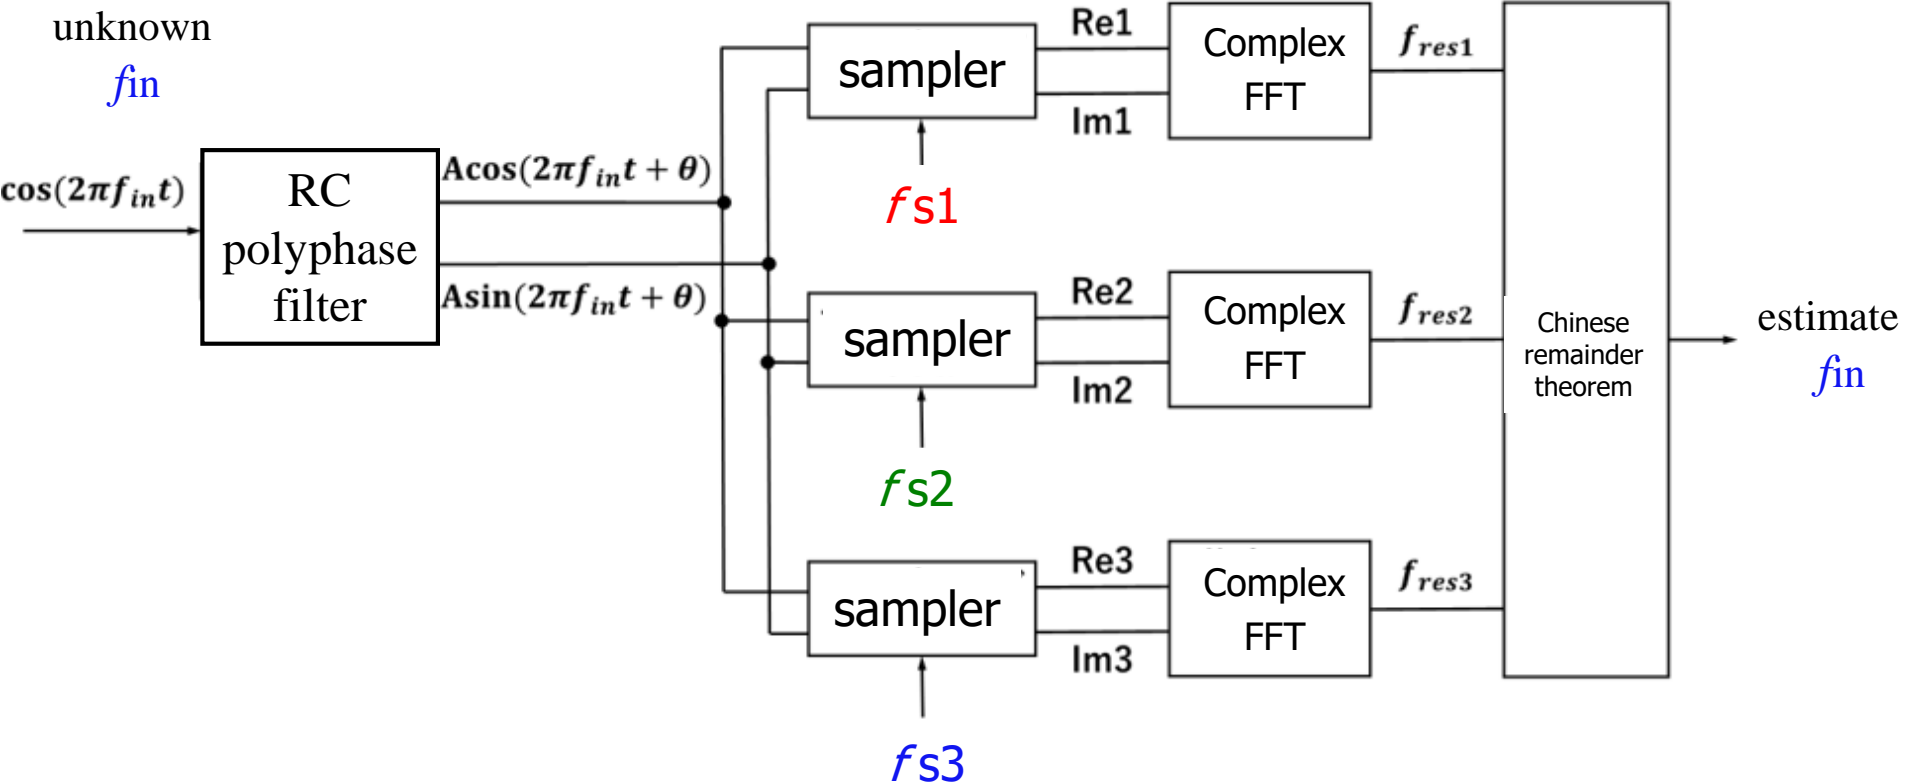 unknown
fin
cos(2πf_in t)
RC
polyphase
filter
Acos(2πf_in t + θ)
Asin(2πf_in t + θ)
sampler
fs1
Re1
Im1
Complex
FFT
f_res1
sampler
fs2
Re2
Im2
Complex
FFT
f_res2
sampler
fs3
Re3
Im3
Complex
FFT
f_res3
Chinese
remainder
theorem
estimate
fin